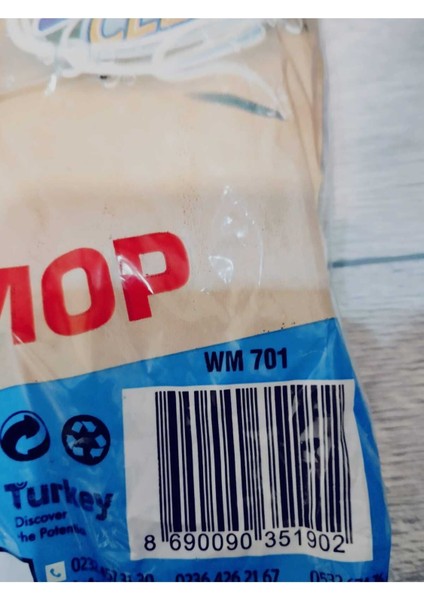 MOP
WM 701
Turkey
Discover
the Potential
8 690090 351902
0236 426 21 67